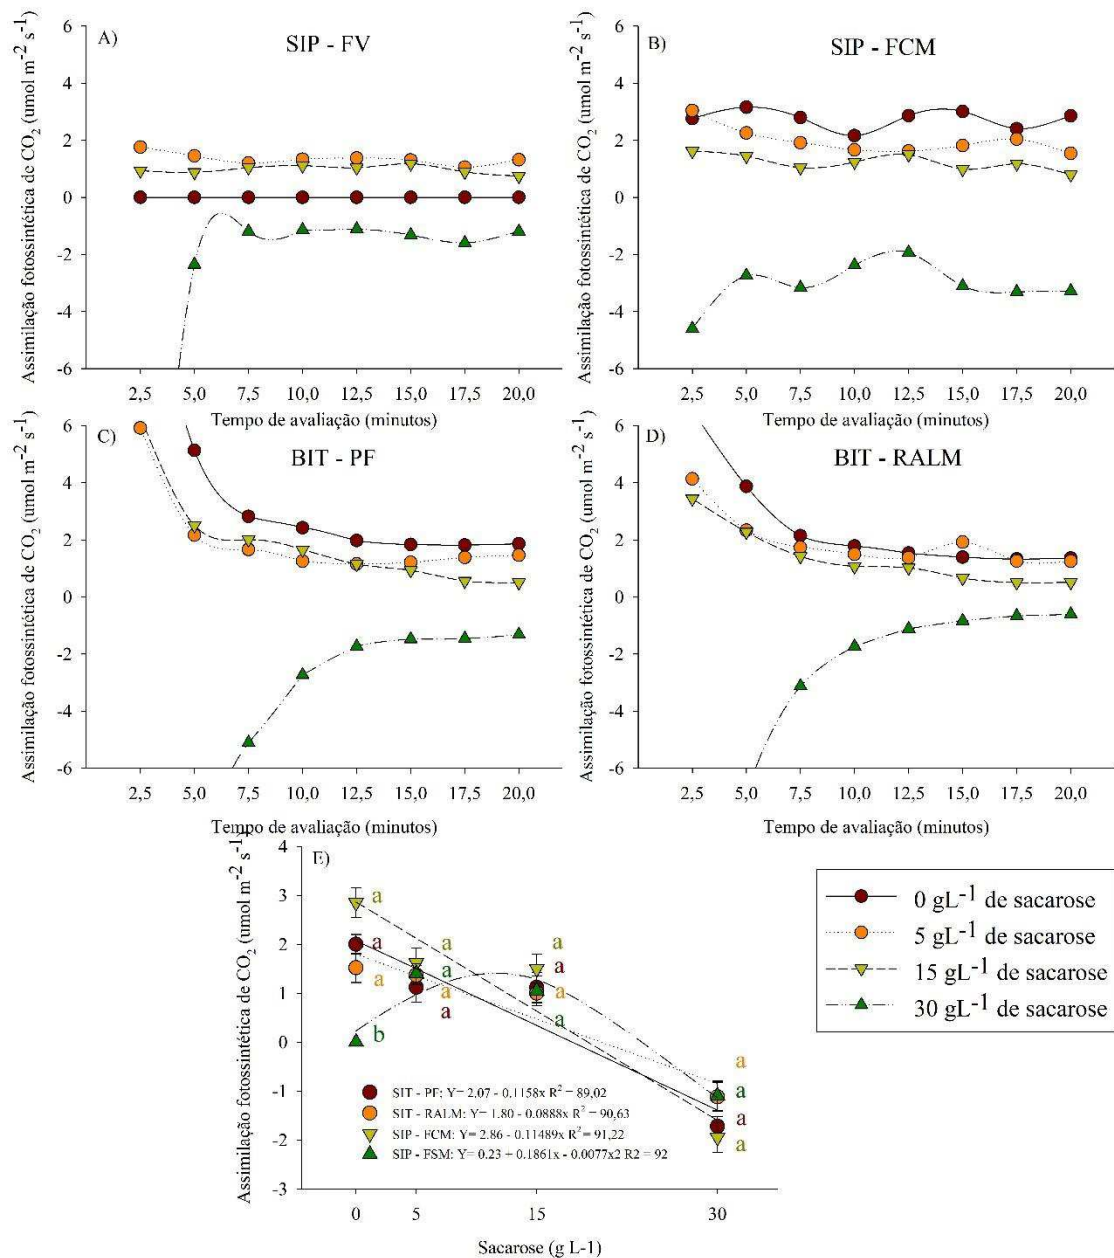 A)
SIP - FV
Assimilação fotossintética de CO2 (umol m-2 s-1)
6
4
2
0
-2
-4
-6
2,5 5,0 7,5 10,0 12,5 15,0 17,5 20,0
Tempo de avaliação (minutos)
B)
SIP - FCM
Assimilação fotossintética de CO2 (umol m-2 s-1)
6
4
2
0
-2
-4
-6
2,5 5,0 7,5 10,0 12,5 15,0 17,5 20,0
Tempo de avaliação (minutos)
C)
BIT - PF
Assimilação fotossintética de CO2 (umol m-2 s-1)
6
4
2
0
-2
-4
-6
2,5 5,0 7,5 10,0 12,5 15,0 17,5 20,0
Tempo de avaliação (minutos)
D)
BIT - RALM
Assimilação fotossintética de CO2 (umol m-2 s-1)
6
4
2
0
-2
-4
-6
2,5 5,0 7,5 10,0 12,5 15,0 17,5 20,0
Tempo de avaliação (minutos)
E)
Assimilação fotossintética de CO2 (umol m-2 s-1)
4
3
2
1
0
-1
-2
-3
a
a
a
b
a
a
a
a
a
a
a
a
a
a
a
a
SIT - PF: Y= 2.07 - 0.1158x R2 = 89,02
SIT - RALM: Y= 1.80 - 0.0888x R2 = 90,63
SIP - FCM: Y= 2.86 - 0.11489x R2 = 91,22
SIP - FSM: Y= 0.23 + 0.1861x - 0.0077x2 R2 = 92
0 5 15 30
Sacarose (g L-1)
0 gL-1 de sacarose
5 gL-1 de sacarose
15 gL-1 de sacarose
30 gL-1 de sacarose